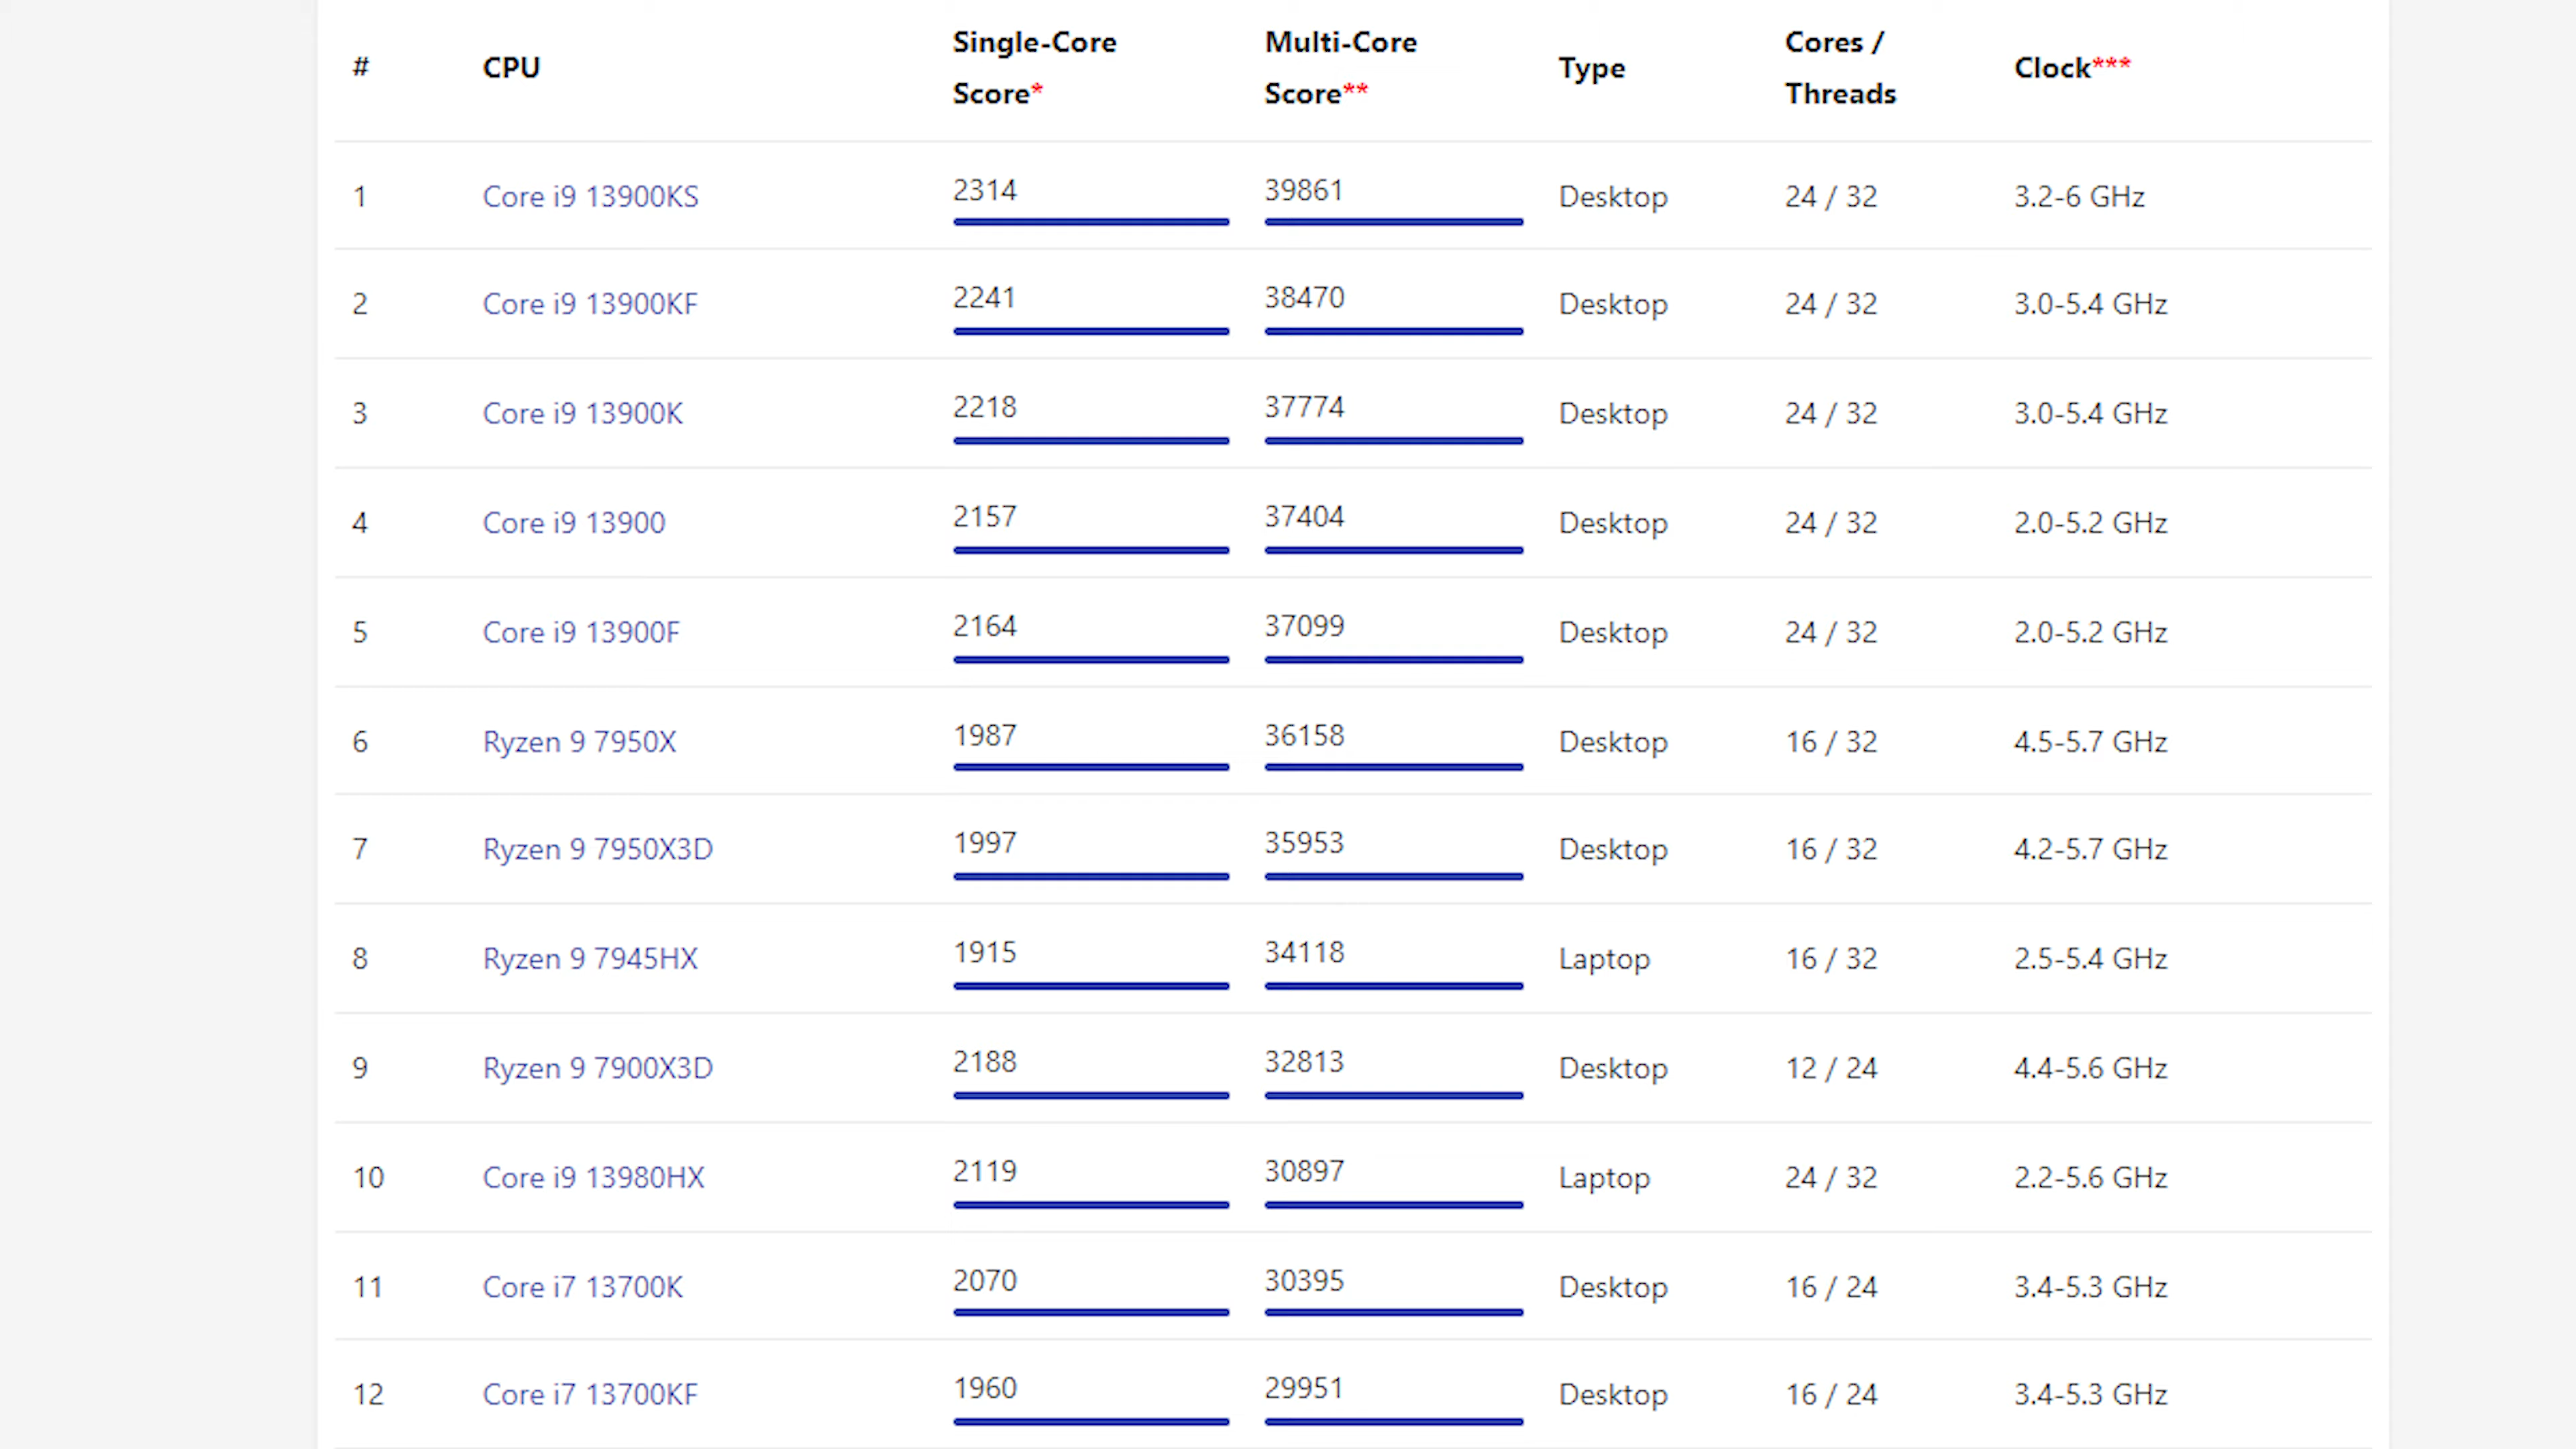 # CPU Single-Core Score* Multi-Core Score** Type Cores / Threads Clock***
1 Core i9 13900KS 2314 39861 Desktop 24 / 32 3.2-6 GHz
2 Core i9 13900KF 2241 38470 Desktop 24 / 32 3.0-5.4 GHz
3 Core i9 13900K 2218 37774 Desktop 24 / 32 3.0-5.4 GHz
4 Core i9 13900 2157 37404 Desktop 24 / 32 2.0-5.2 GHz
5 Core i9 13900F 2164 37099 Desktop 24 / 32 2.0-5.2 GHz
6 Ryzen 9 7950X 1987 36158 Desktop 16 / 32 4.5-5.7 GHz
7 Ryzen 9 7950X3D 1997 35953 Desktop 16 / 32 4.2-5.7 GHz
8 Ryzen 9 7945HX 1915 34118 Laptop 16 / 32 2.5-5.4 GHz
9 Ryzen 9 7900X3D 2188 32813 Desktop 12 / 24 4.4-5.6 GHz
10 Core i9 13980HX 2119 30897 Laptop 24 / 32 2.2-5.6 GHz
11 Core i7 13700K 2070 30395 Desktop 16 / 24 3.4-5.3 GHz
12 Core i7 13700KF 1960 29951 Desktop 16 / 24 3.4-5.3 GHz